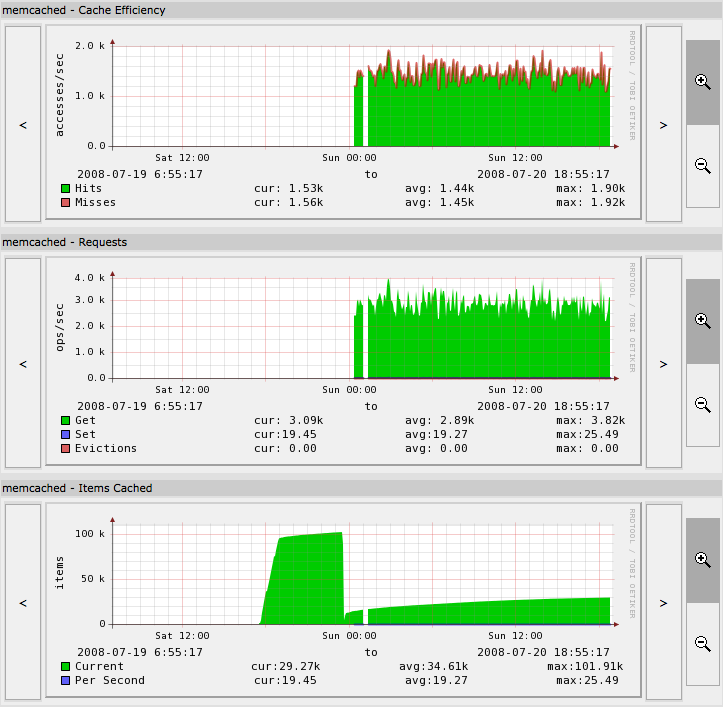 memcached - Cache Efficiency
<
accesses/sec
2.0 k
1.0 k
0.0
Sat 12:00 Sun 00:00 Sun 12:00
2008-07-19 6:55:17 to 2008-07-20 18:55:17
Hits cur: 1.53k avg: 1.44k max: 1.90k
Misses cur: 1.56k avg: 1.45k max: 1.92k
RRDTOOL / TOBI OETIKER
>
memcached - Requests
<
ops/sec
4.0 k
3.0 k
2.0 k
1.0 k
0.0
Sat 12:00 Sun 00:00 Sun 12:00
2008-07-19 6:55:17 to 2008-07-20 18:55:17
Get cur: 3.09k avg: 2.89k max: 3.82k
Set cur:19.45 avg:19.27 max:25.49
Evictions cur: 0.00 avg: 0.00 max: 0.00
RRDTOOL / TOBI OETIKER
>
memcached - Items Cached
<
items
100 k
50 k
0
Sat 12:00 Sun 00:00 Sun 12:00
2008-07-19 6:55:17 to 2008-07-20 18:55:17
Current cur:29.27k avg:34.61k max:101.91k
Per Second cur:19.45 avg:19.27 max:25.49
RRDTOOL / TOBI OETIKER
>